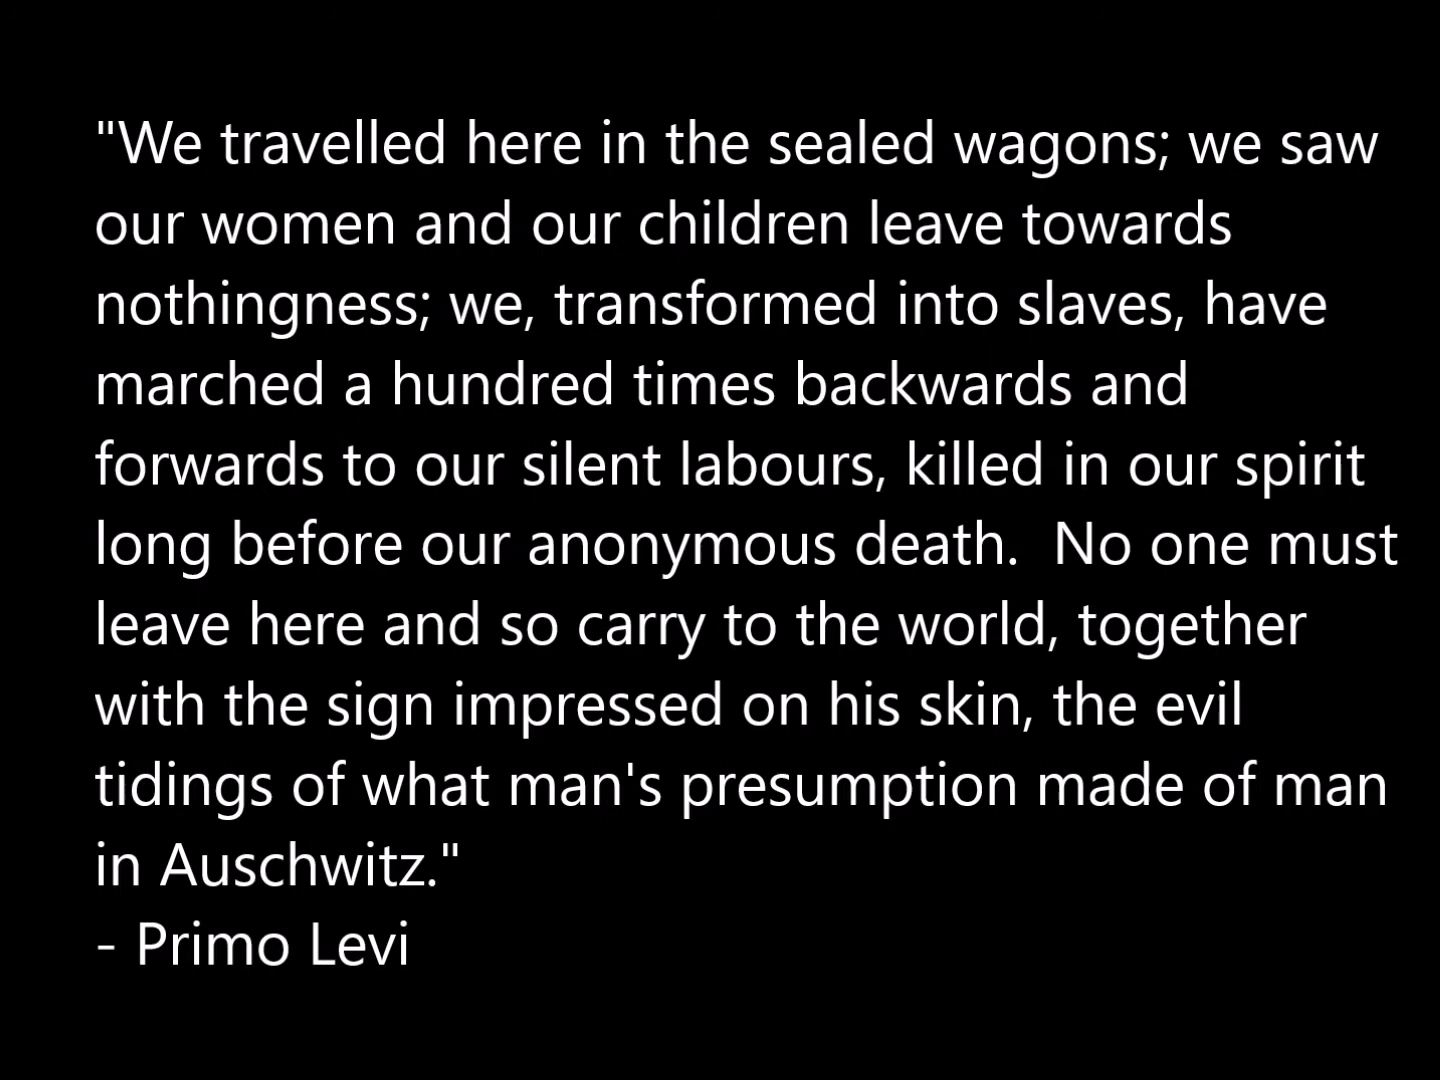 "We travelled here in the sealed wagons; we saw
our women and our children leave towards
nothingness; we, transformed into slaves, have
marched a hundred times backwards and
forwards to our silent labours, killed in our spirit
long before our anonymous death.  No one must
leave here and so carry to the world, together
with the sign impressed on his skin, the evil
tidings of what man's presumption made of man
in Auschwitz."
- Primo Levi